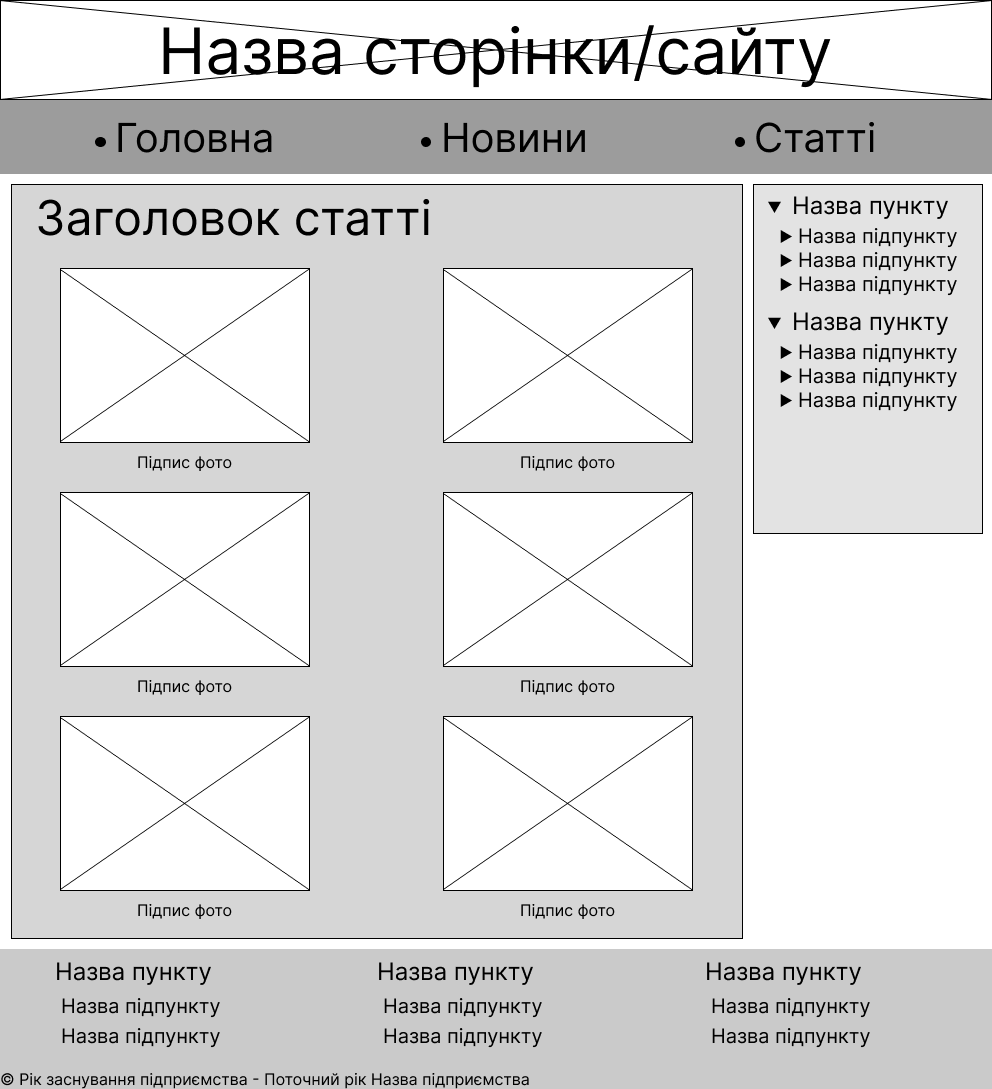 Назва сторінки/сайту
• Головна • Новини • Статті
Заголовок статті
Підпис фото Підпис фото
Підпис фото Підпис фото
Підпис фото Підпис фото
▼ Назва пункту
▶ Назва підпункту
▶ Назва підпункту
▶ Назва підпункту
▼ Назва пункту
▶ Назва підпункту
▶ Назва підпункту
▶ Назва підпункту
Назва пункту Назва пункту Назва пункту
Назва підпункту Назва підпункту Назва підпункту
Назва підпункту Назва підпункту Назва підпункту
© Рік заснування підприємства - Поточний рік Назва підприємства